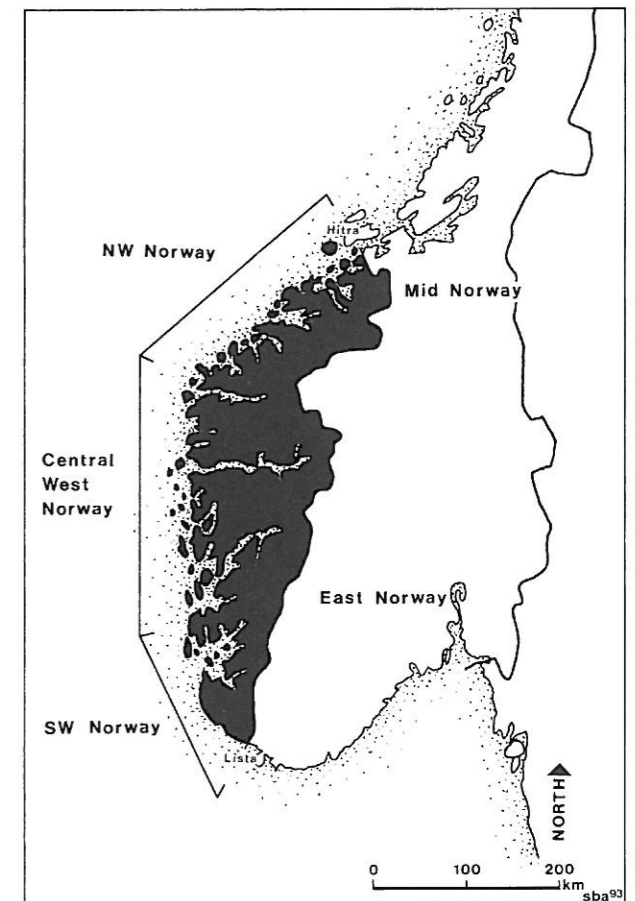 Hitra
NW Norway
Mid Norway
Central
West
Norway
East Norway
SW Norway
Lista
NORTH
0 100 200
km
sba93